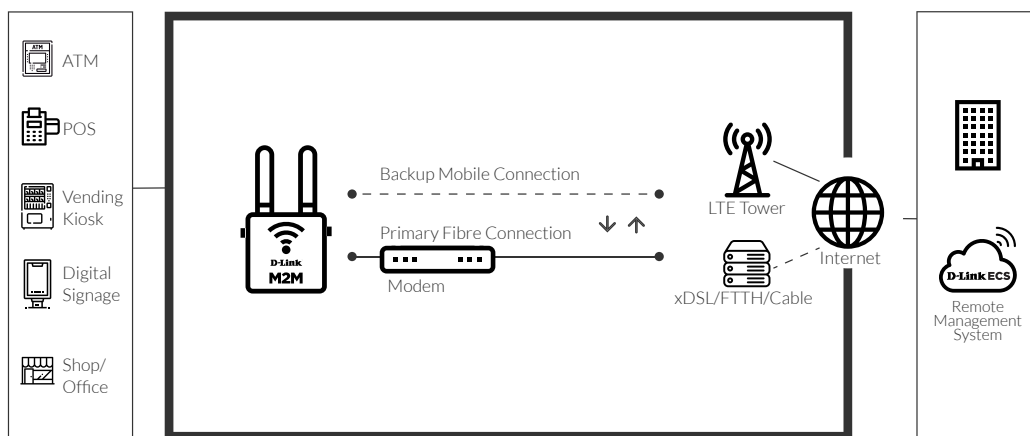 ATM
ATM
POS
Vending
Kiosk
Digital
Signage
Shop/
Office
D-Link
M2M
Backup Mobile Connection
Primary Fibre Connection
Modem
LTE Tower
xDSL/FTTH/Cable
Internet
D-Link ECS
Remote
Management
System